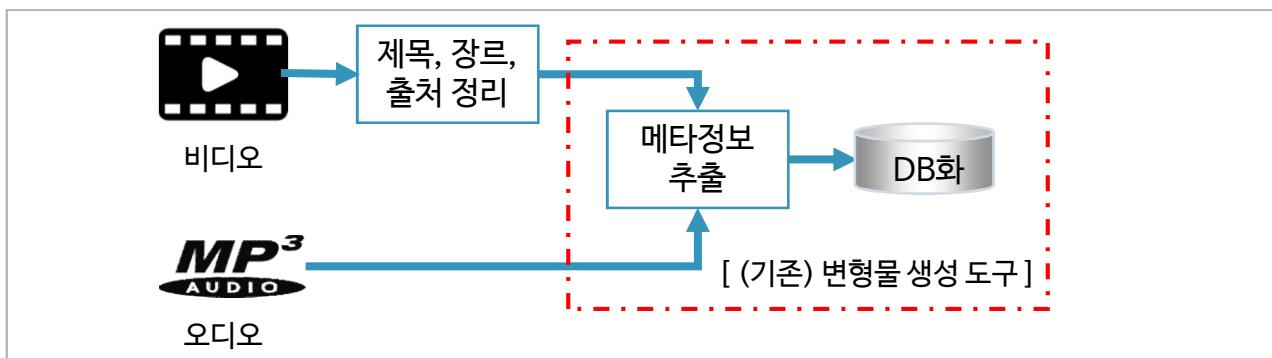 제목, 장르,
출처 정리
비디오
메타정보
추출
DB화
MP3
AUDIO
[ (기존) 변형물 생성 도구 ]
오디오